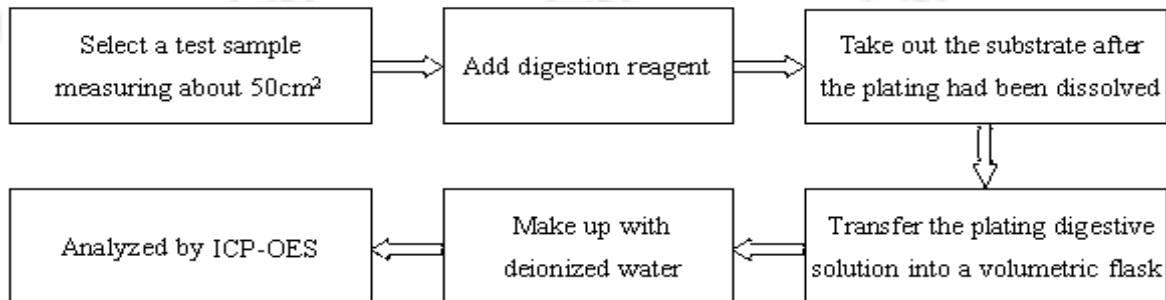 Select a test sample
measuring about 50cm²
Add digestion reagent
Take out the substrate after
the plating had been dissolved
Transfer the plating digestive
solution into a volumetric flask
Make up with
deionized water
Analyzed by ICP-OES